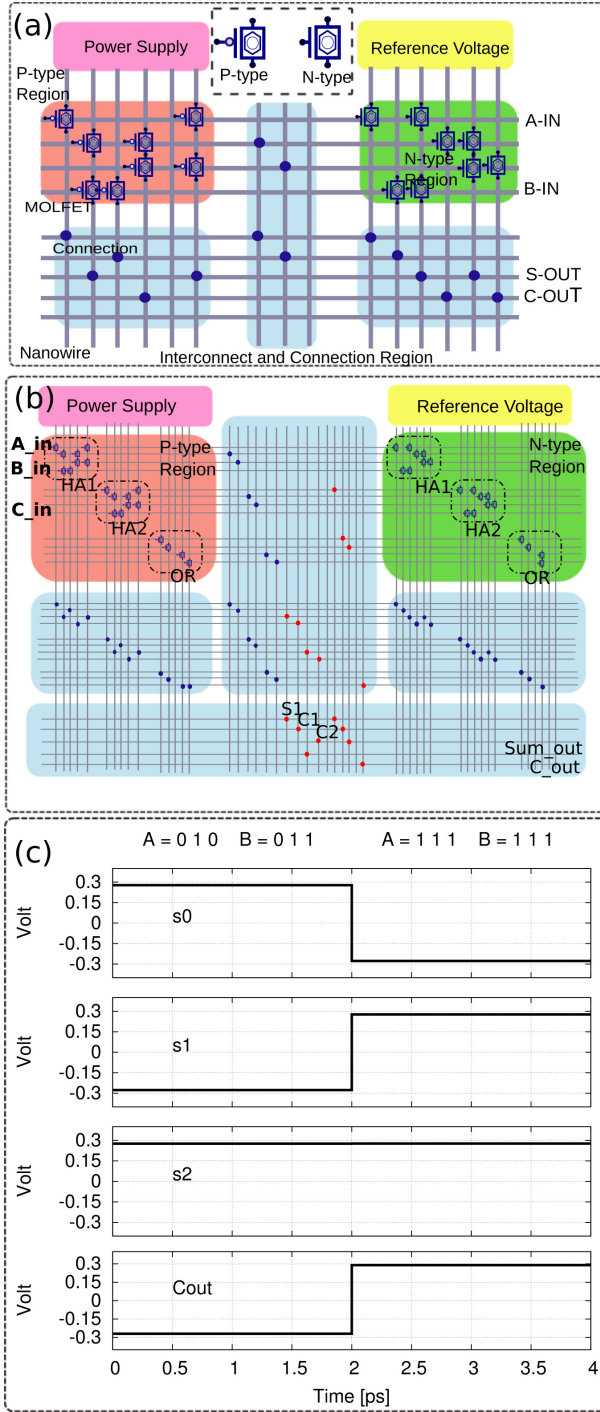 (a)
Power Supply
P-type
N-type
Reference Voltage
P-type
Region
A-IN
N-type
Region
B-IN
MOLFET
Connection
S-OUT
C-OUT
Nanowire
Interconnect and Connection Region
(b)
Power Supply
Reference Voltage
A_in
P-type
N-type
B_in
Region
Region
HA1
HA1
C_in
HA2
HA2
OR
OR
S1
C1
C2
Sum_out
C_out
(c)
A = 0 1 0 B = 0 1 1 A = 1 1 1 B = 1 1 1
0.3
0.15
0
-0.15
-0.3
Volt
s0
0.3
0.15
0
-0.15
-0.3
Volt
s1
0.3
0.15
0
-0.15
-0.3
Volt
s2
0.3
0.15
0
-0.15
-0.3
Volt
Cout
0 0.5 1 1.5 2 2.5 3 3.5 4
Time [ps]